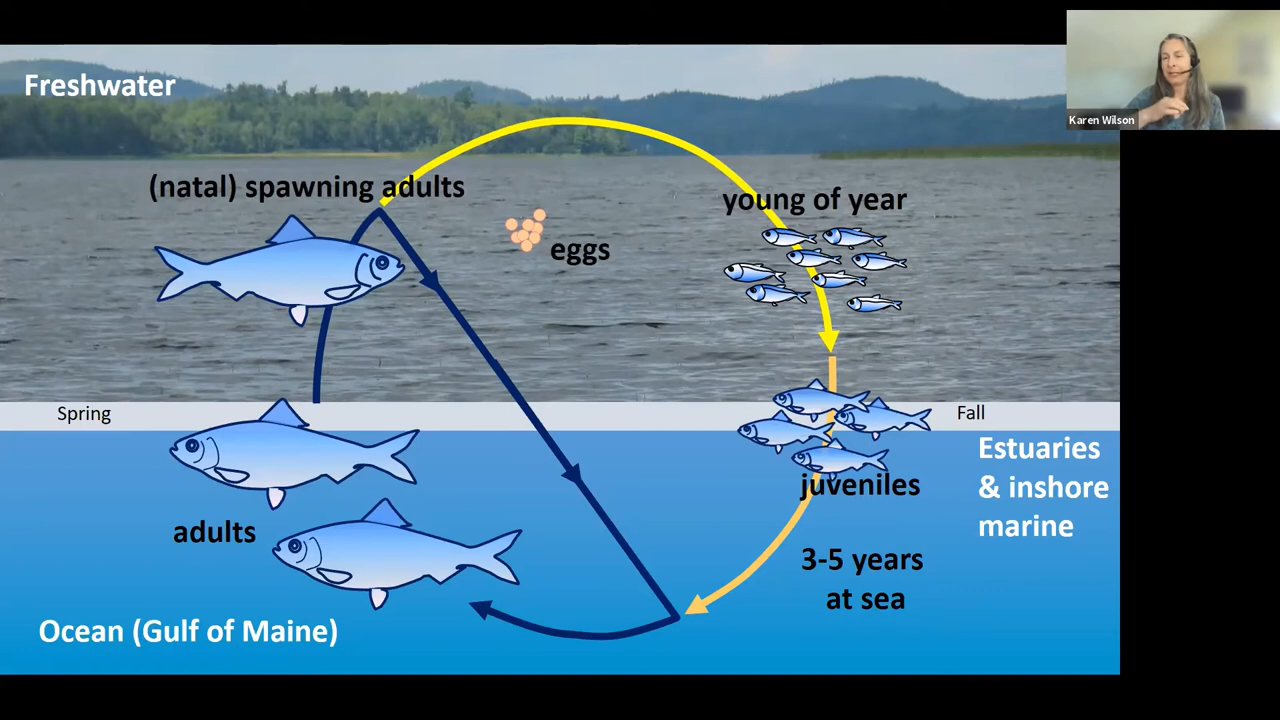 Freshwater
Karen Wilson
(natal) spawning adults
young of year
eggs
Spring
Fall
Estuaries
& inshore
marine
juveniles
adults
3-5 years
at sea
Ocean (Gulf of Maine)